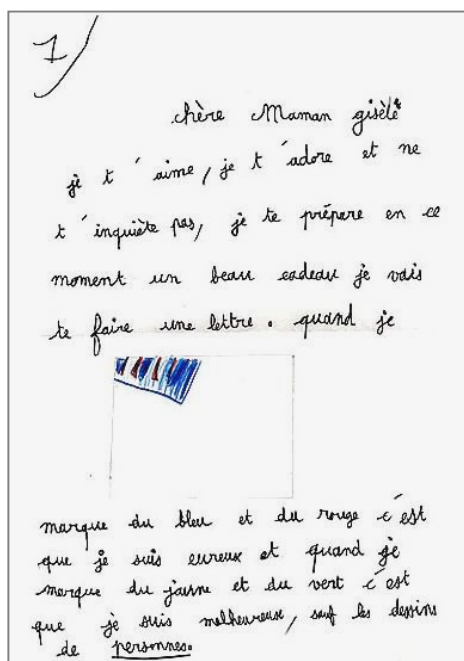 1/
chère Maman gisèle
je t'aime, je t'adore et ne
t'inquiète pas, je te prépare en ce
moment un beau cadeau je vais
te faire une lettre. quand je
marque du bleu et du rouge c'est
que je suis eureux et quand je
marque du jaune et du vert c'est
que je suis malheureux, sauf les dessins
de personnes.